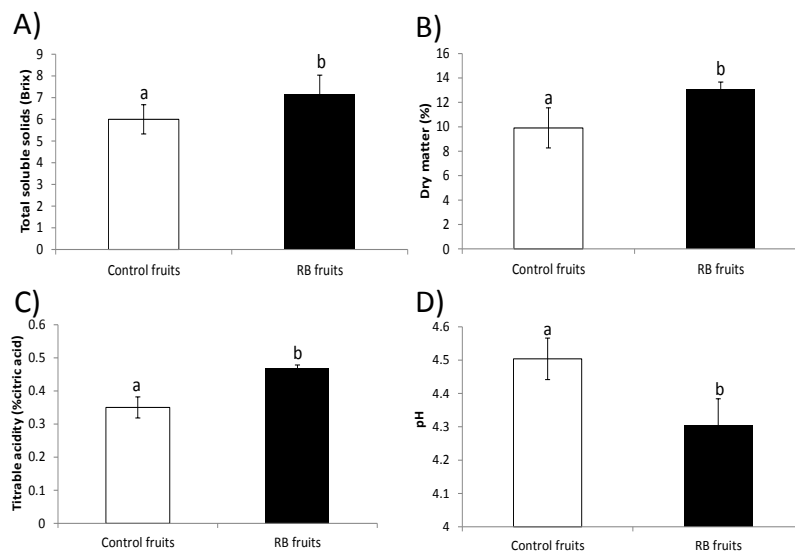 A)
Total soluble solids (Brix)
9
8
7
6
5
4
3
2
1
0
a
b
Control fruits
RB fruits
B)
Dry matter (%)
16
14
12
10
8
6
4
2
0
a
b
Control fruits
RB fruits
C)
Titrable acidity (%citric acid)
0.6
0.5
0.4
0.3
0.2
0.1
0
a
b
Control fruits
RB fruits
D)
pH
4.6
4.5
4.4
4.3
4.2
4.1
4
a
b
Control fruits
RB fruits